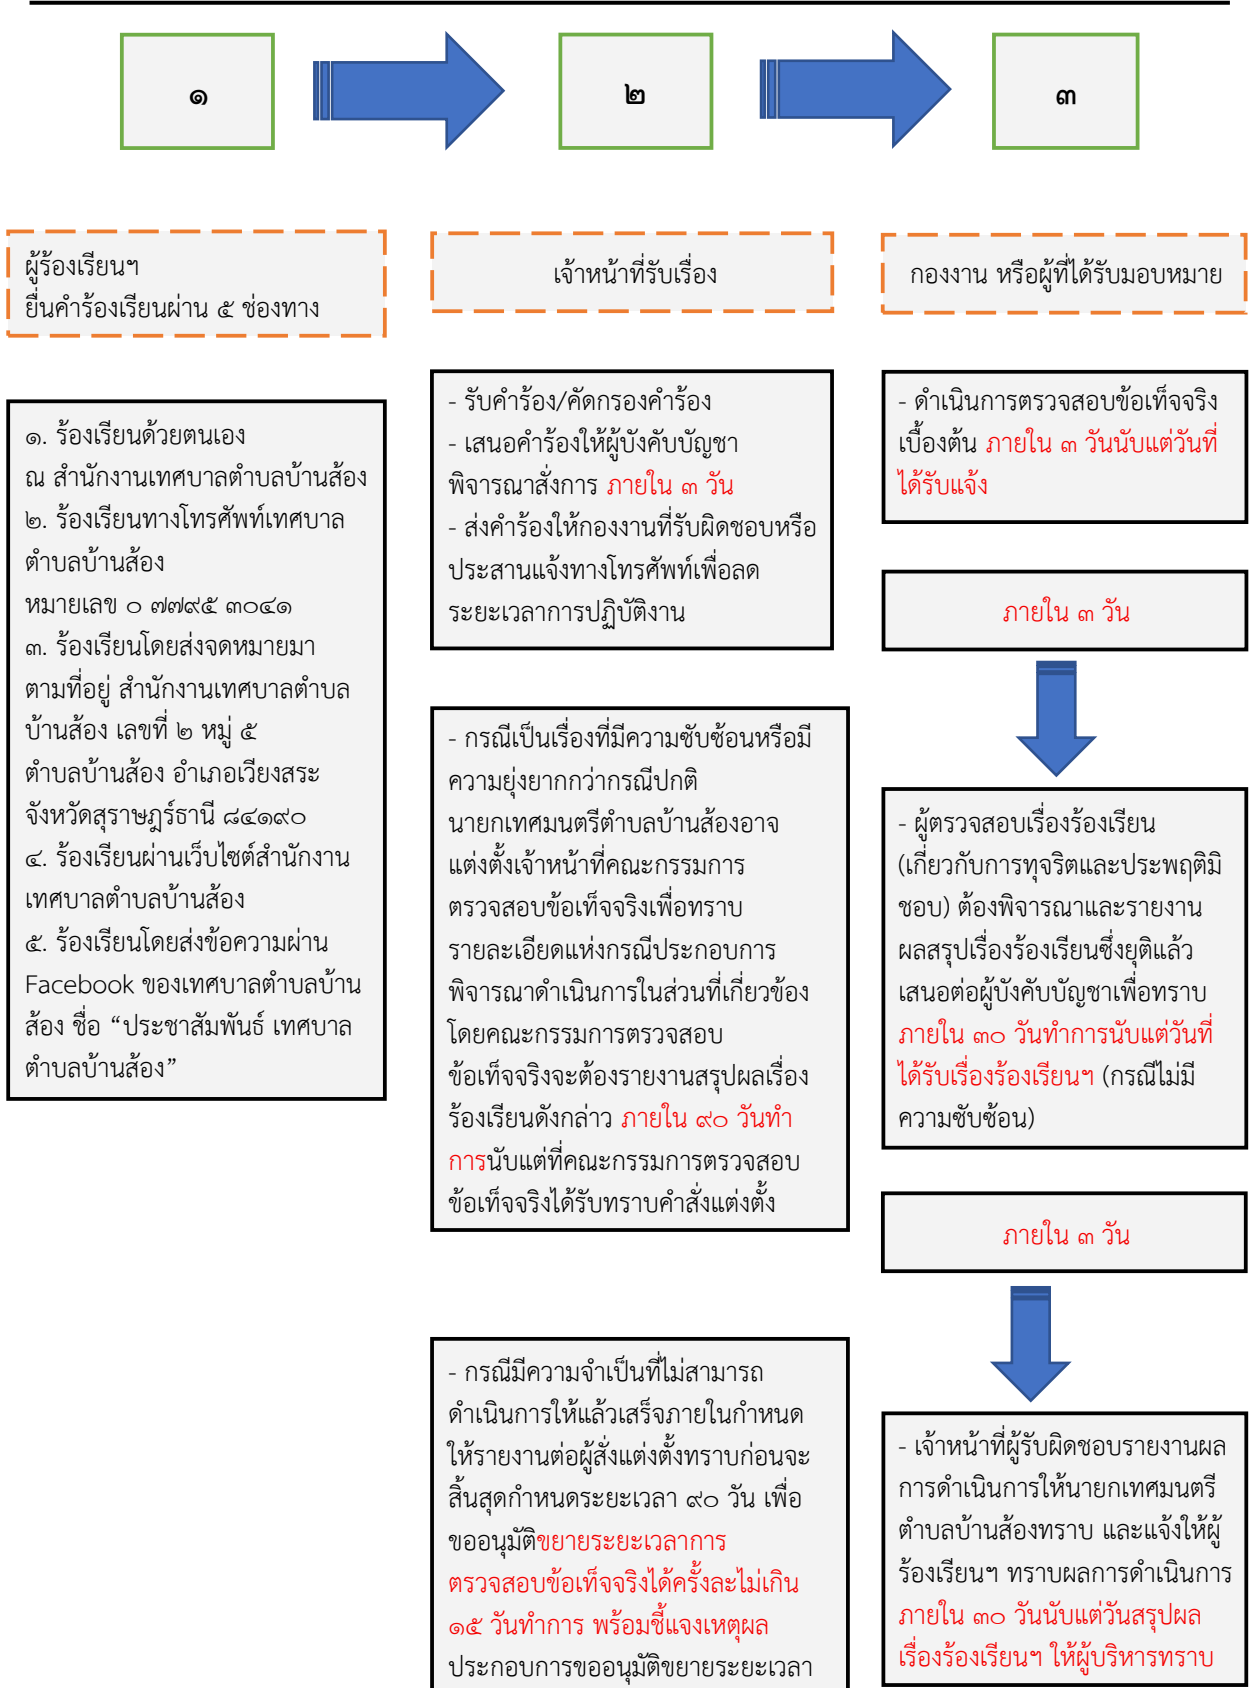 ๑
๒
๓
ผู้ร้องเรียนฯ
ยื่นคำร้องเรียนผ่าน ๕ ช่องทาง
๑. ร้องเรียนด้วยตนเอง
ณ สำนักงานเทศบาลตำบลบ้านส้อง
๒. ร้องเรียนทางโทรศัพท์เทศบาล
ตำบลบ้านส้อง
หมายเลข ๐ ๗๗๙๕ ๓๐๔๑
๓. ร้องเรียนโดยส่งจดหมายมา
ตามที่อยู่ สำนักงานเทศบาลตำบล
บ้านส้อง เลขที่ ๒ หมู่ ๕
ตำบลบ้านส้อง อำเภอเวียงสระ
จังหวัดสุราษฎร์ธานี ๘๔๑๙๐
๔. ร้องเรียนผ่านเว็บไซต์สำนักงาน
เทศบาลตำบลบ้านส้อง
๕. ร้องเรียนโดยส่งข้อความผ่าน
Facebook ของเทศบาลตำบลบ้าน
ส้อง ชื่อ “ประชาสัมพันธ์ เทศบาล
ตำบลบ้านส้อง”
เจ้าหน้าที่รับเรื่อง
- รับคำร้อง/คัดกรองคำร้อง
- เสนอคำร้องให้ผู้บังคับบัญชา
พิจารณาสั่งการ ภายใน ๓ วัน
- ส่งคำร้องให้กองงานที่รับผิดชอบหรือ
ประสานแจ้งทางโทรศัพท์เพื่อลด
ระยะเวลาการปฏิบัติงาน
- กรณีเป็นเรื่องที่มีความซับซ้อนหรือมี
ความยุ่งยากกว่ากรณีปกติ
นายกเทศมนตรีตำบลบ้านส้องอาจ
แต่งตั้งเจ้าหน้าที่คณะกรรมการ
ตรวจสอบข้อเท็จจริงเพื่อทราบ
รายละเอียดแห่งกรณีประกอบการ
พิจารณาดำเนินการในส่วนที่เกี่ยวข้อง
โดยคณะกรรมการตรวจสอบ
ข้อเท็จจริงจะต้องรายงานสรุปผลเรื่อง
ร้องเรียนดังกล่าว ภายใน ๙๐ วันทำ
การนับแต่ที่คณะกรรมการตรวจสอบ
ข้อเท็จจริงได้รับทราบคำสั่งแต่งตั้ง
- กรณีมีความจำเป็นที่ไม่สามารถ
ดำเนินการให้แล้วเสร็จภายในกำหนด
ให้รายงานต่อผู้สั่งแต่งตั้งทราบก่อนจะ
สิ้นสุดกำหนดระยะเวลา ๙๐ วัน เพื่อ
ขออนุมัติขยายระยะเวลาการ
ตรวจสอบข้อเท็จจริงได้ครั้งละไม่เกิน
๑๕ วันทำการ พร้อมชี้แจงเหตุผล
ประกอบการขออนุมัติขยายระยะเวลา
กองงาน หรือผู้ที่ได้รับมอบหมาย
- ดำเนินการตรวจสอบข้อเท็จจริง
เบื้องต้น ภายใน ๓ วันนับแต่วันที่
ได้รับแจ้ง
ภายใน ๓ วัน
- ผู้ตรวจสอบเรื่องร้องเรียน
(เกี่ยวกับการทุจริตและประพฤติมิ
ชอบ) ต้องพิจารณาและรายงาน
ผลสรุปเรื่องร้องเรียนซึ่งยุติแล้ว
เสนอต่อผู้บังคับบัญชาเพื่อทราบ
ภายใน ๓๐ วันทำการนับแต่วันที่
ได้รับเรื่องร้องเรียนฯ (กรณีไม่มี
ความซับซ้อน)
ภายใน ๓ วัน
- เจ้าหน้าที่ผู้รับผิดชอบรายงานผล
การดำเนินการให้นายกเทศมนตรี
ตำบลบ้านส้องทราบ และแจ้งให้ผู้
ร้องเรียนฯ ทราบผลการดำเนินการ
ภายใน ๓๐ วันนับแต่วันสรุปผล
เรื่องร้องเรียนฯ ให้ผู้บริหารทราบ